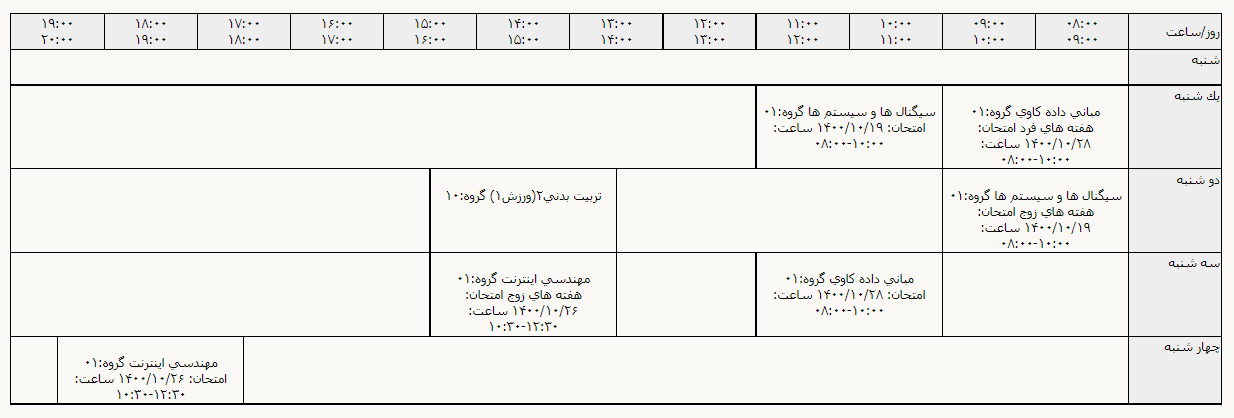 روز/ساعت
۰۸:۰۰
۰۹:۰۰
۰۹:۰۰
۱۰:۰۰
۱۰:۰۰
۱۱:۰۰
۱۱:۰۰
۱۲:۰۰
۱۲:۰۰
۱۳:۰۰
۱۳:۰۰
۱۴:۰۰
۱۴:۰۰
۱۵:۰۰
۱۵:۰۰
۱۶:۰۰
۱۶:۰۰
۱۷:۰۰
۱۷:۰۰
۱۸:۰۰
۱۸:۰۰
۱۹:۰۰
۱۹:۰۰
۲۰:۰۰
شنبه
يك شنبه
مباني داده كاوي گروه:۰۱
هفته هاي فرد امتحان:
۱۴۰۰/۱۰/۲۸ ساعت:
۰۸:۰۰-۱۰:۰۰
سيگنال ها و سيستم ها گروه:۰۱
امتحان: ۱۴۰۰/۱۰/۱۹ ساعت:
۰۸:۰۰-۱۰:۰۰
دو شنبه
سيگنال ها و سيستم ها گروه:۰۱
هفته هاي زوج امتحان:
۱۴۰۰/۱۰/۱۹ ساعت:
۰۸:۰۰-۱۰:۰۰
تربيت بدني۲(ورزش۱) گروه:۱۰
سه شنبه
مباني داده كاوي گروه:۰۱
امتحان: ۱۴۰۰/۱۰/۲۸ ساعت:
۰۸:۰۰-۱۰:۰۰
مهندسي اينترنت گروه:۰۱
هفته هاي زوج امتحان:
۱۴۰۰/۱۰/۲۶ ساعت:
۱۰:۳۰-۱۲:۳۰
چهار شنبه
مهندسي اينترنت گروه:۰۱
امتحان: ۱۴۰۰/۱۰/۲۶ ساعت:
۱۰:۳۰-۱۲:۳۰